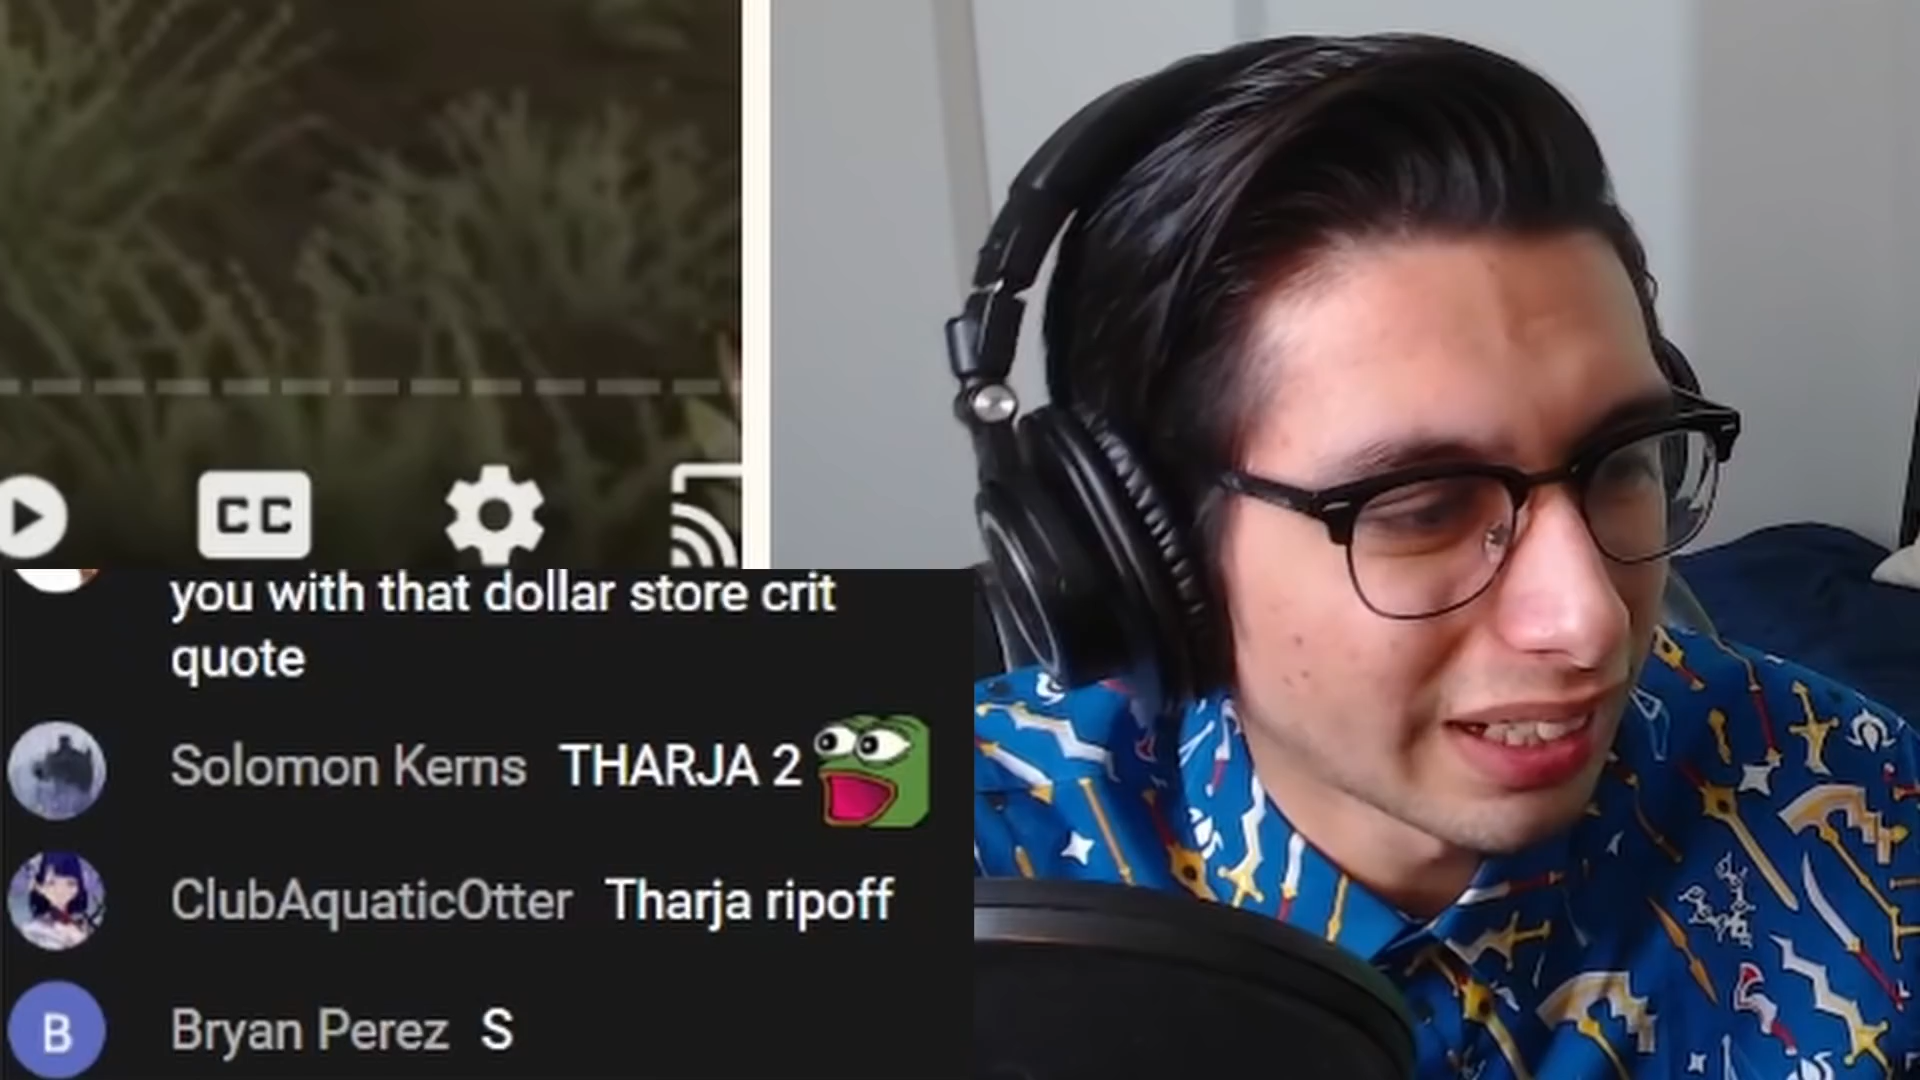 CC
you with that dollar store crit
quote
Solomon Kerns THARJA 2
ClubAquaticOtter Tharja ripoff
B Bryan Perez S